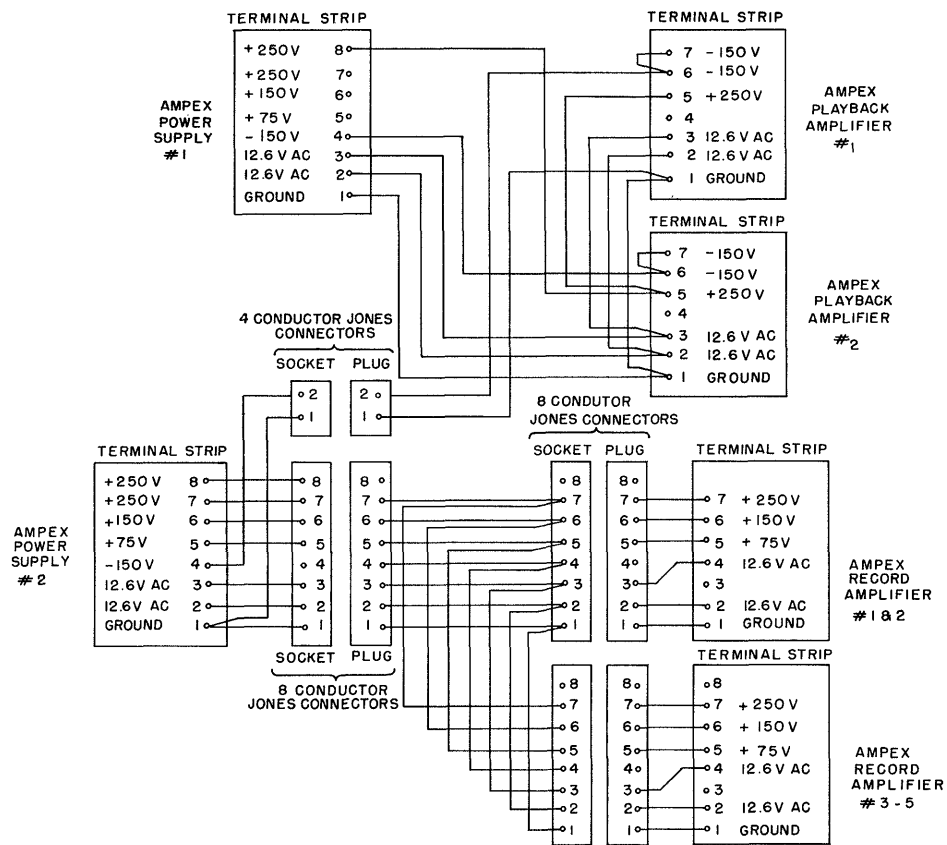 TERMINAL STRIP
+250V 8
+250V 7
+150V 6
+75V 5
-150V 4
12.6V AC 3
12.6V AC 2
GROUND 1
AMPEX
POWER
SUPPLY
#1
TERMINAL STRIP
7 -150V
6 -150V
5 +250V
4
3 12.6V AC
2 12.6V AC
1 GROUND
AMPEX
PLAYBACK
AMPLIFIER
#1
TERMINAL STRIP
7 -150V
6 -150V
5 +250V
4
3 12.6V AC
2 12.6V AC
1 GROUND
AMPEX
PLAYBACK
AMPLIFIER
#2
4 CONDUCTOR JONES
CONNECTORS
SOCKET PLUG
2 2
1 1
TERMINAL STRIP
+250V 8
+250V 7
+150V 6
+75V 5
-150V 4
12.6V AC 3
12.6V AC 2
GROUND 1
AMPEX
POWER
SUPPLY
#2
8 8
7 7
6 6
5 5
4 4
3 3
2 2
1 1
SOCKET PLUG
8 CONDUCTOR
JONES CONNECTORS
8 CONDUTOR
JONES CONNECTORS
SOCKET PLUG
8 8
7 7
6 6
5 5
4 4
3 3
2 2
1 1
TERMINAL STRIP
7 +250V
6 +150V
5 +75V
4 12.6V AC
3
2 12.6V AC
1 GROUND
AMPEX
RECORD
AMPLIFIER
#1&2
8 8
7 7
6 6
5 5
4 4
3 3
2 2
1 1
TERMINAL STRIP
8
7 +250V
6 +150V
5 +75V
4 12.6V AC
3
2 12.6V AC
1 GROUND
AMPEX
RECORD
AMPLIFIER
#3-5